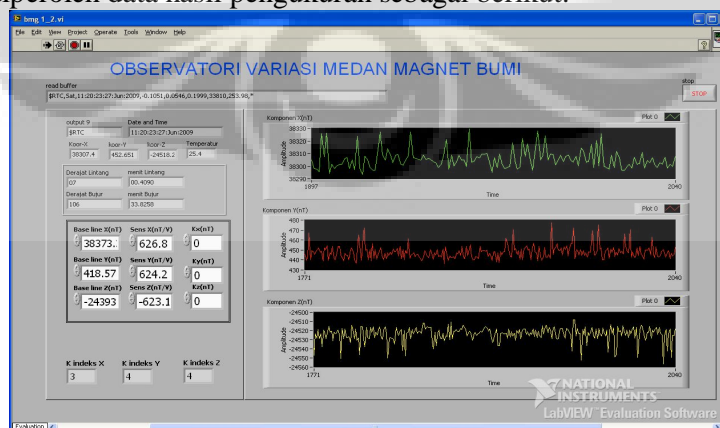 diperoleh data hasil pengukuran sebagai berikut:
bmg 1_2.vi
File Edit View Project Operate Tools Window Help
OBSERVATORI VARIASI MEDAN MAGNET BUMI
stop
STOP
read buffer
$RTC,Sat,11:20:23:27:Jun:2009,-0.1051,0.0546,0.1999,33810,253.98,*
output 9 Date and Time
$RTC 11:20:23:27:Jun:2009
Koor-X koor-Y koor-Z Temperatur
38307.4 452.651 -24518.2 25.4
Derajat Lintang menit Lintang
07 00.4090
Derajat Bujur menit Bujur
106 33.8258
Base line X(nT) Sens X(nT/V) Kx(nT)
38373. 626.8 0
Base line Y(nT) Sens Y(nT/V) Ky(nT)
418.57 624.2 0
Base line Z(nT) Sens Z(nT/V) Kz(nT)
-24393 -623.1 0
K indeks X K indeks Y K indeks Z
3 4 4
Komponen X(nT) Plot 0
Amplitude
38330
38320
38310
38300
38290
1897 2040
Time
Komponen Y(nT) Plot 0
Amplitude
480
470
460
450
440
430
1771 2040
Time
Komponen Z(nT) Plot 0
Amplitude
-24500
-24510
-24520
-24530
-24540
-24550
-24560
1771 2040
Time
NATIONAL
INSTRUMENTS
LabVIEW™ Evaluation Software
Evaluation